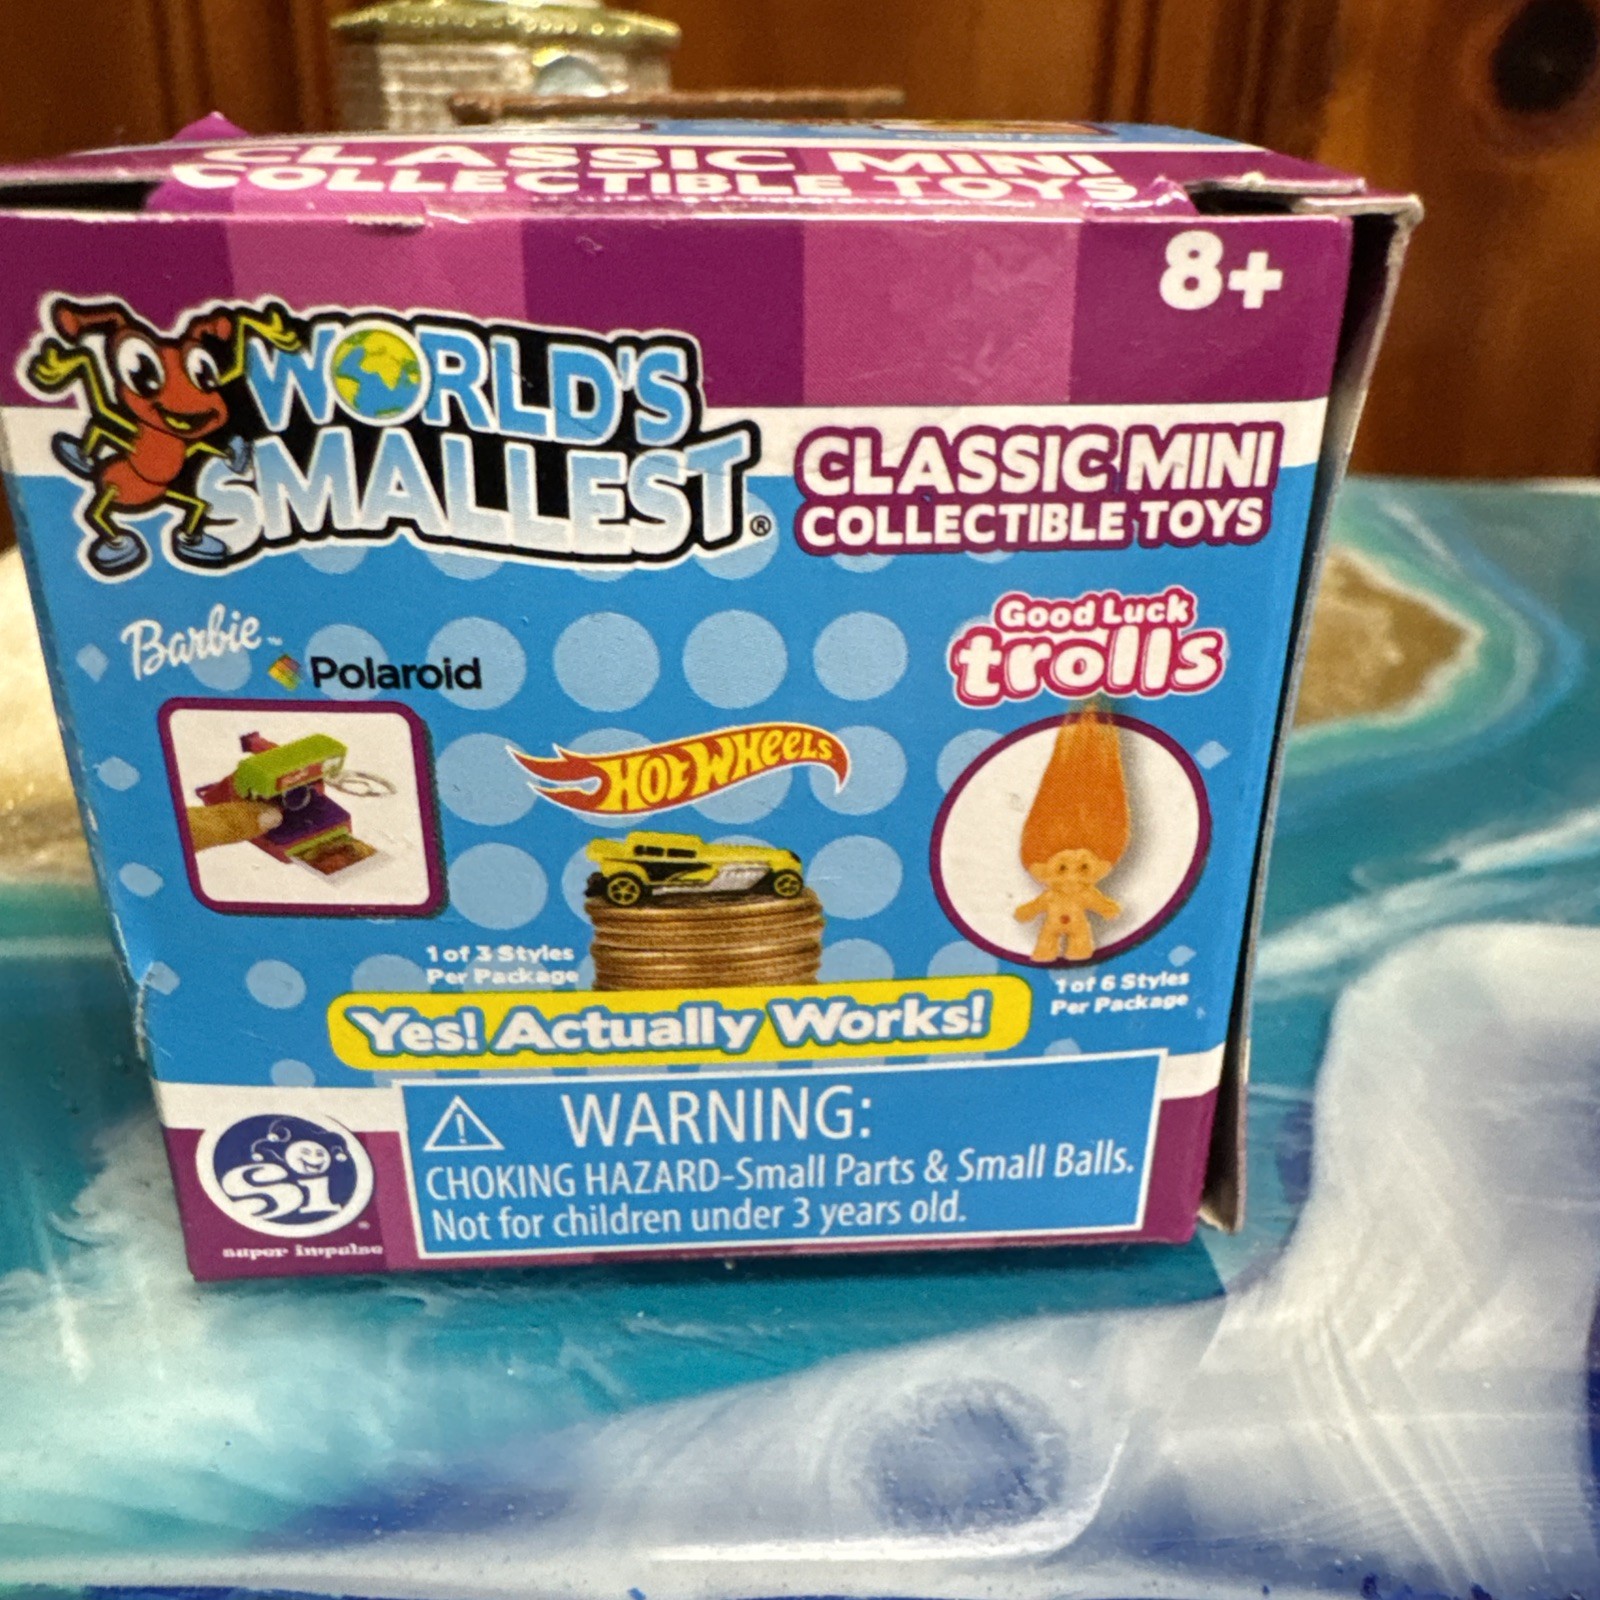 CLASSIC MINI
COLLECTIBLE TOYS
8+
WORLD'S
SMALLEST®
CLASSIC MINI
COLLECTIBLE TOYS
Barbie™
Polaroid
Good Luck
trolls
HOT WHEELS
1 of 3 Styles
Per Package
1 of 6 Styles
Per Package
Yes! Actually Works!
WARNING:
CHOKING HAZARD-Small Parts & Small Balls.
Not for children under 3 years old.
Si®
super impulse